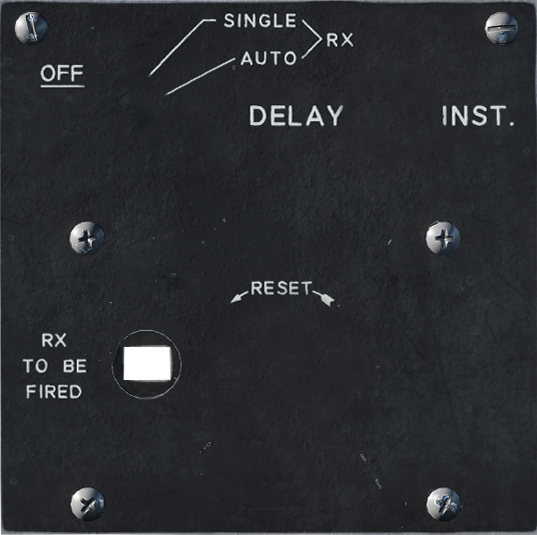 SINGLE
RX
AUTO
OFF
DELAY
INST.
RESET
RX
TO BE
FIRED